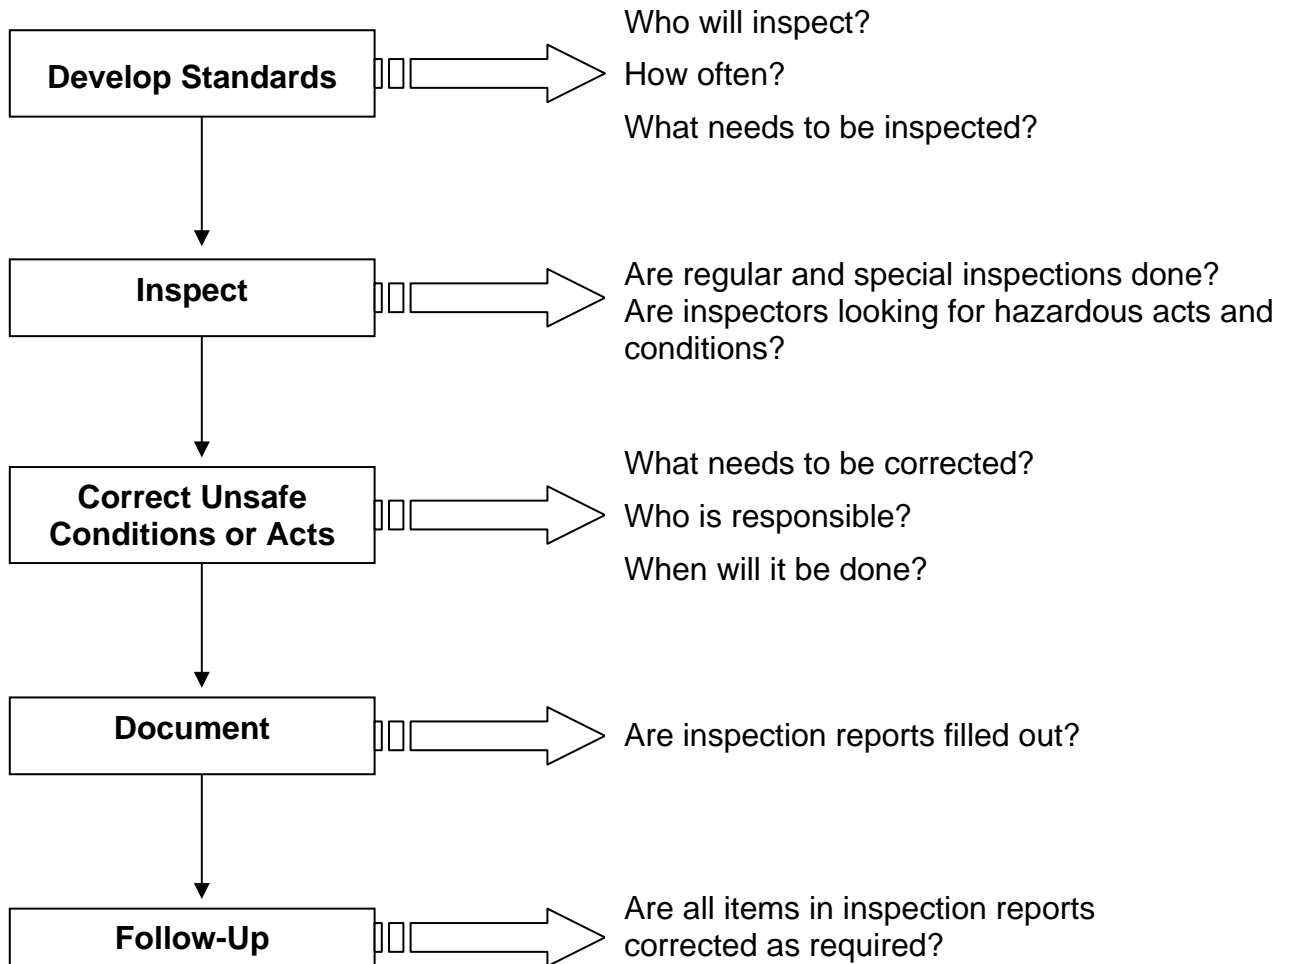 Develop Standards
Who will inspect?
How often?
What needs to be inspected?
Inspect
Are regular and special inspections done?
Are inspectors looking for hazardous acts and
conditions?
Correct Unsafe
Conditions or Acts
What needs to be corrected?
Who is responsible?
When will it be done?
Document
Are inspection reports filled out?
Follow-Up
Are all items in inspection reports
corrected as required?